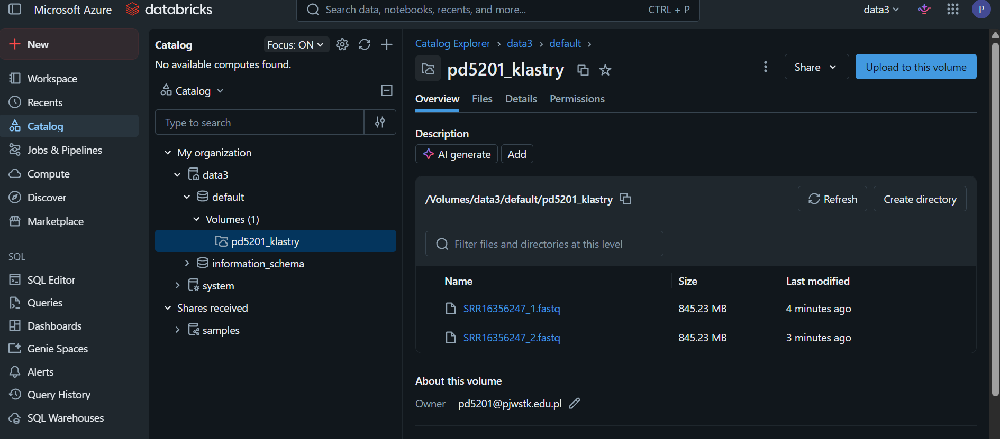 Microsoft Azure databricks Search data, notebooks, recents, and more... CTRL + P data3 P
New
Workspace
Recents
Catalog
Jobs & Pipelines
Compute
Discover
Marketplace
SQL
SQL Editor
Queries
Dashboards
Genie Spaces
Alerts
Query History
SQL Warehouses
Catalog Focus: ON
No available computes found.
Catalog
Type to search
My organization
data3
default
Volumes (1)
pd5201_klastry
information_schema
system
Shares received
samples
Catalog Explorer > data3 > default >
pd5201_klastry Share Upload to this volume
Overview Files Details Permissions
Description
AI generate Add
/Volumes/data3/default/pd5201_klastry Refresh Create directory
Filter files and directories at this level
Name Size Last modified
SRR16356247_1.fastq 845.23 MB 4 minutes ago
SRR16356247_2.fastq 845.23 MB 3 minutes ago
About this volume
Owner pd5201@pjwstk.edu.pl